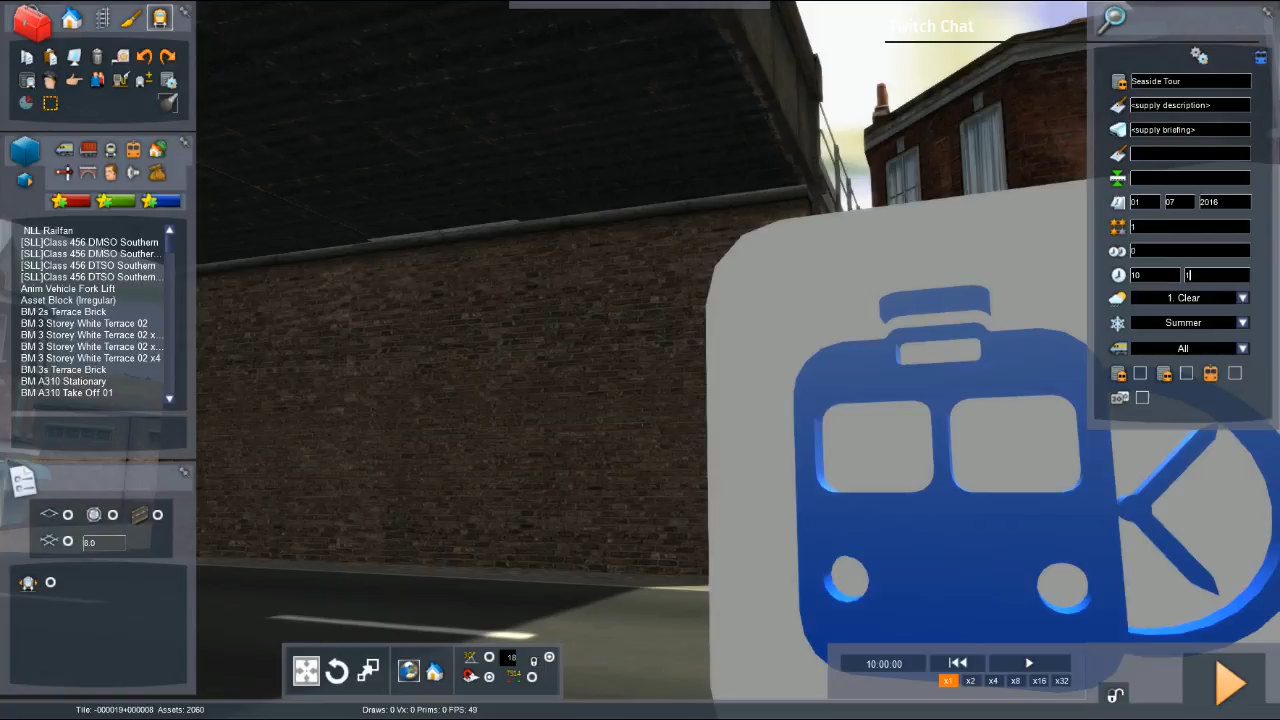 Twitch Chat
Seaside Tour
<supply description>
<supply briefing>
01 07 2016
1
0
10 1
1. Clear
Summer
All
NLL Railfan
[SLL]Class 456 DMSO Southern
[SLL]Class 456 DMSO Souther...
[SLL]Class 456 DTSO Southern
[SLL]Class 456 DTSO Southern...
Anim Vehicle Fork Lift
Asset Block (Irregular)
BM 2s Terrace Brick
BM 3 Storey White Terrace 02
BM 3 Storey White Terrace 02 x...
BM 3 Storey White Terrace 02 x...
BM 3 Storey White Terrace 02 x4
BM 3s Terrace Brick
BM A310 Stationary
BM A310 Take Off 01
8.0
18
10:00:00
x1 x2 x4 x8 x16 x32
Tile: -000019+000008 Assets: 2060
Draws: 0 Vx: 0 Prims: 0 FPS: 49